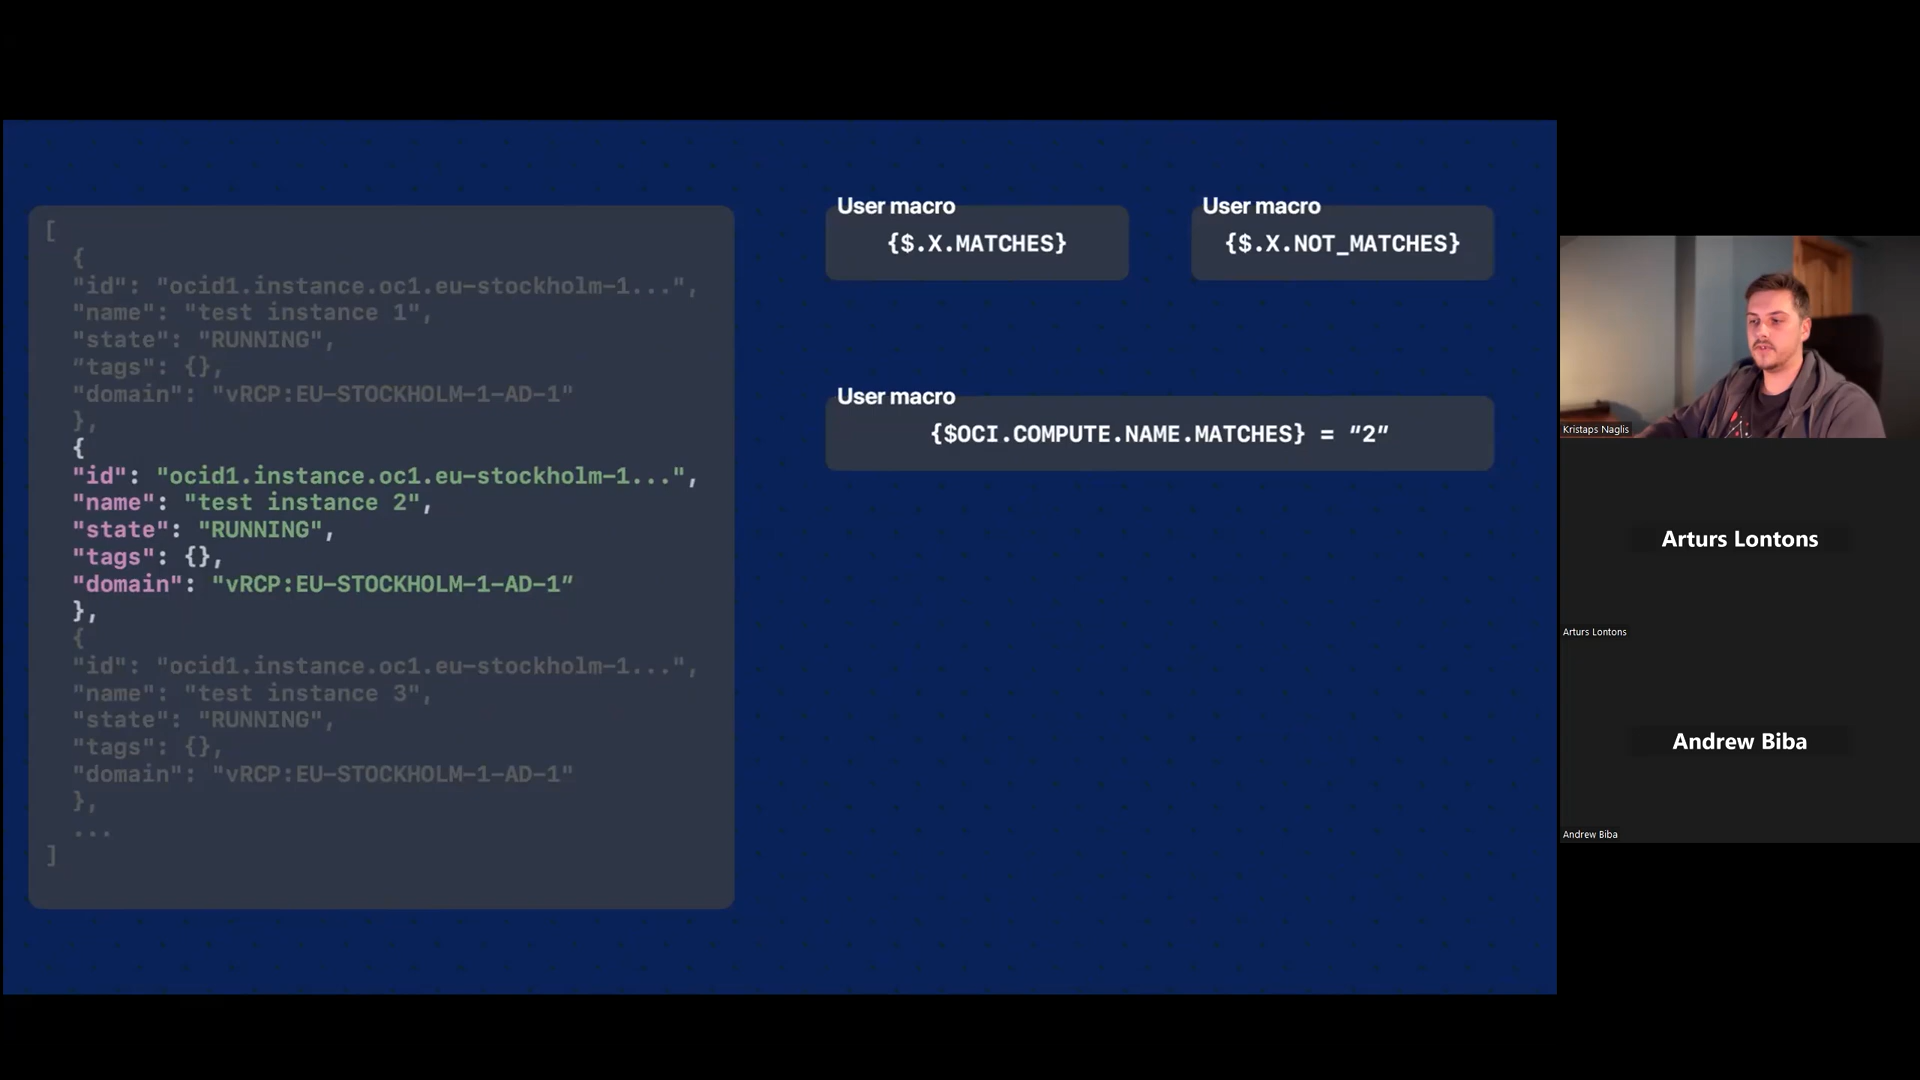 [
{
"id": "ocid1.instance.oc1.eu-stockholm-1...",
"name": "test instance 1",
"state": "RUNNING",
"tags": {},
"domain": "vRCP:EU-STOCKHOLM-1-AD-1"
},
{
"id": "ocid1.instance.oc1.eu-stockholm-1...",
"name": "test instance 2",
"state": "RUNNING",
"tags": {},
"domain": "vRCP:EU-STOCKHOLM-1-AD-1”
},
{
"id": "ocid1.instance.oc1.eu-stockholm-1...",
"name": "test instance 3",
"state": "RUNNING",
"tags": {},
"domain": "vRCP:EU-STOCKHOLM-1-AD-1"
},
...
]
User macro
{$.X.MATCHES}
User macro
{$.X.NOT_MATCHES}
User macro
{$OCI.COMPUTE.NAME.MATCHES} = “2”
Kristaps Naglis
Arturs Lontons
Arturs Lontons
Andrew Biba
Andrew Biba